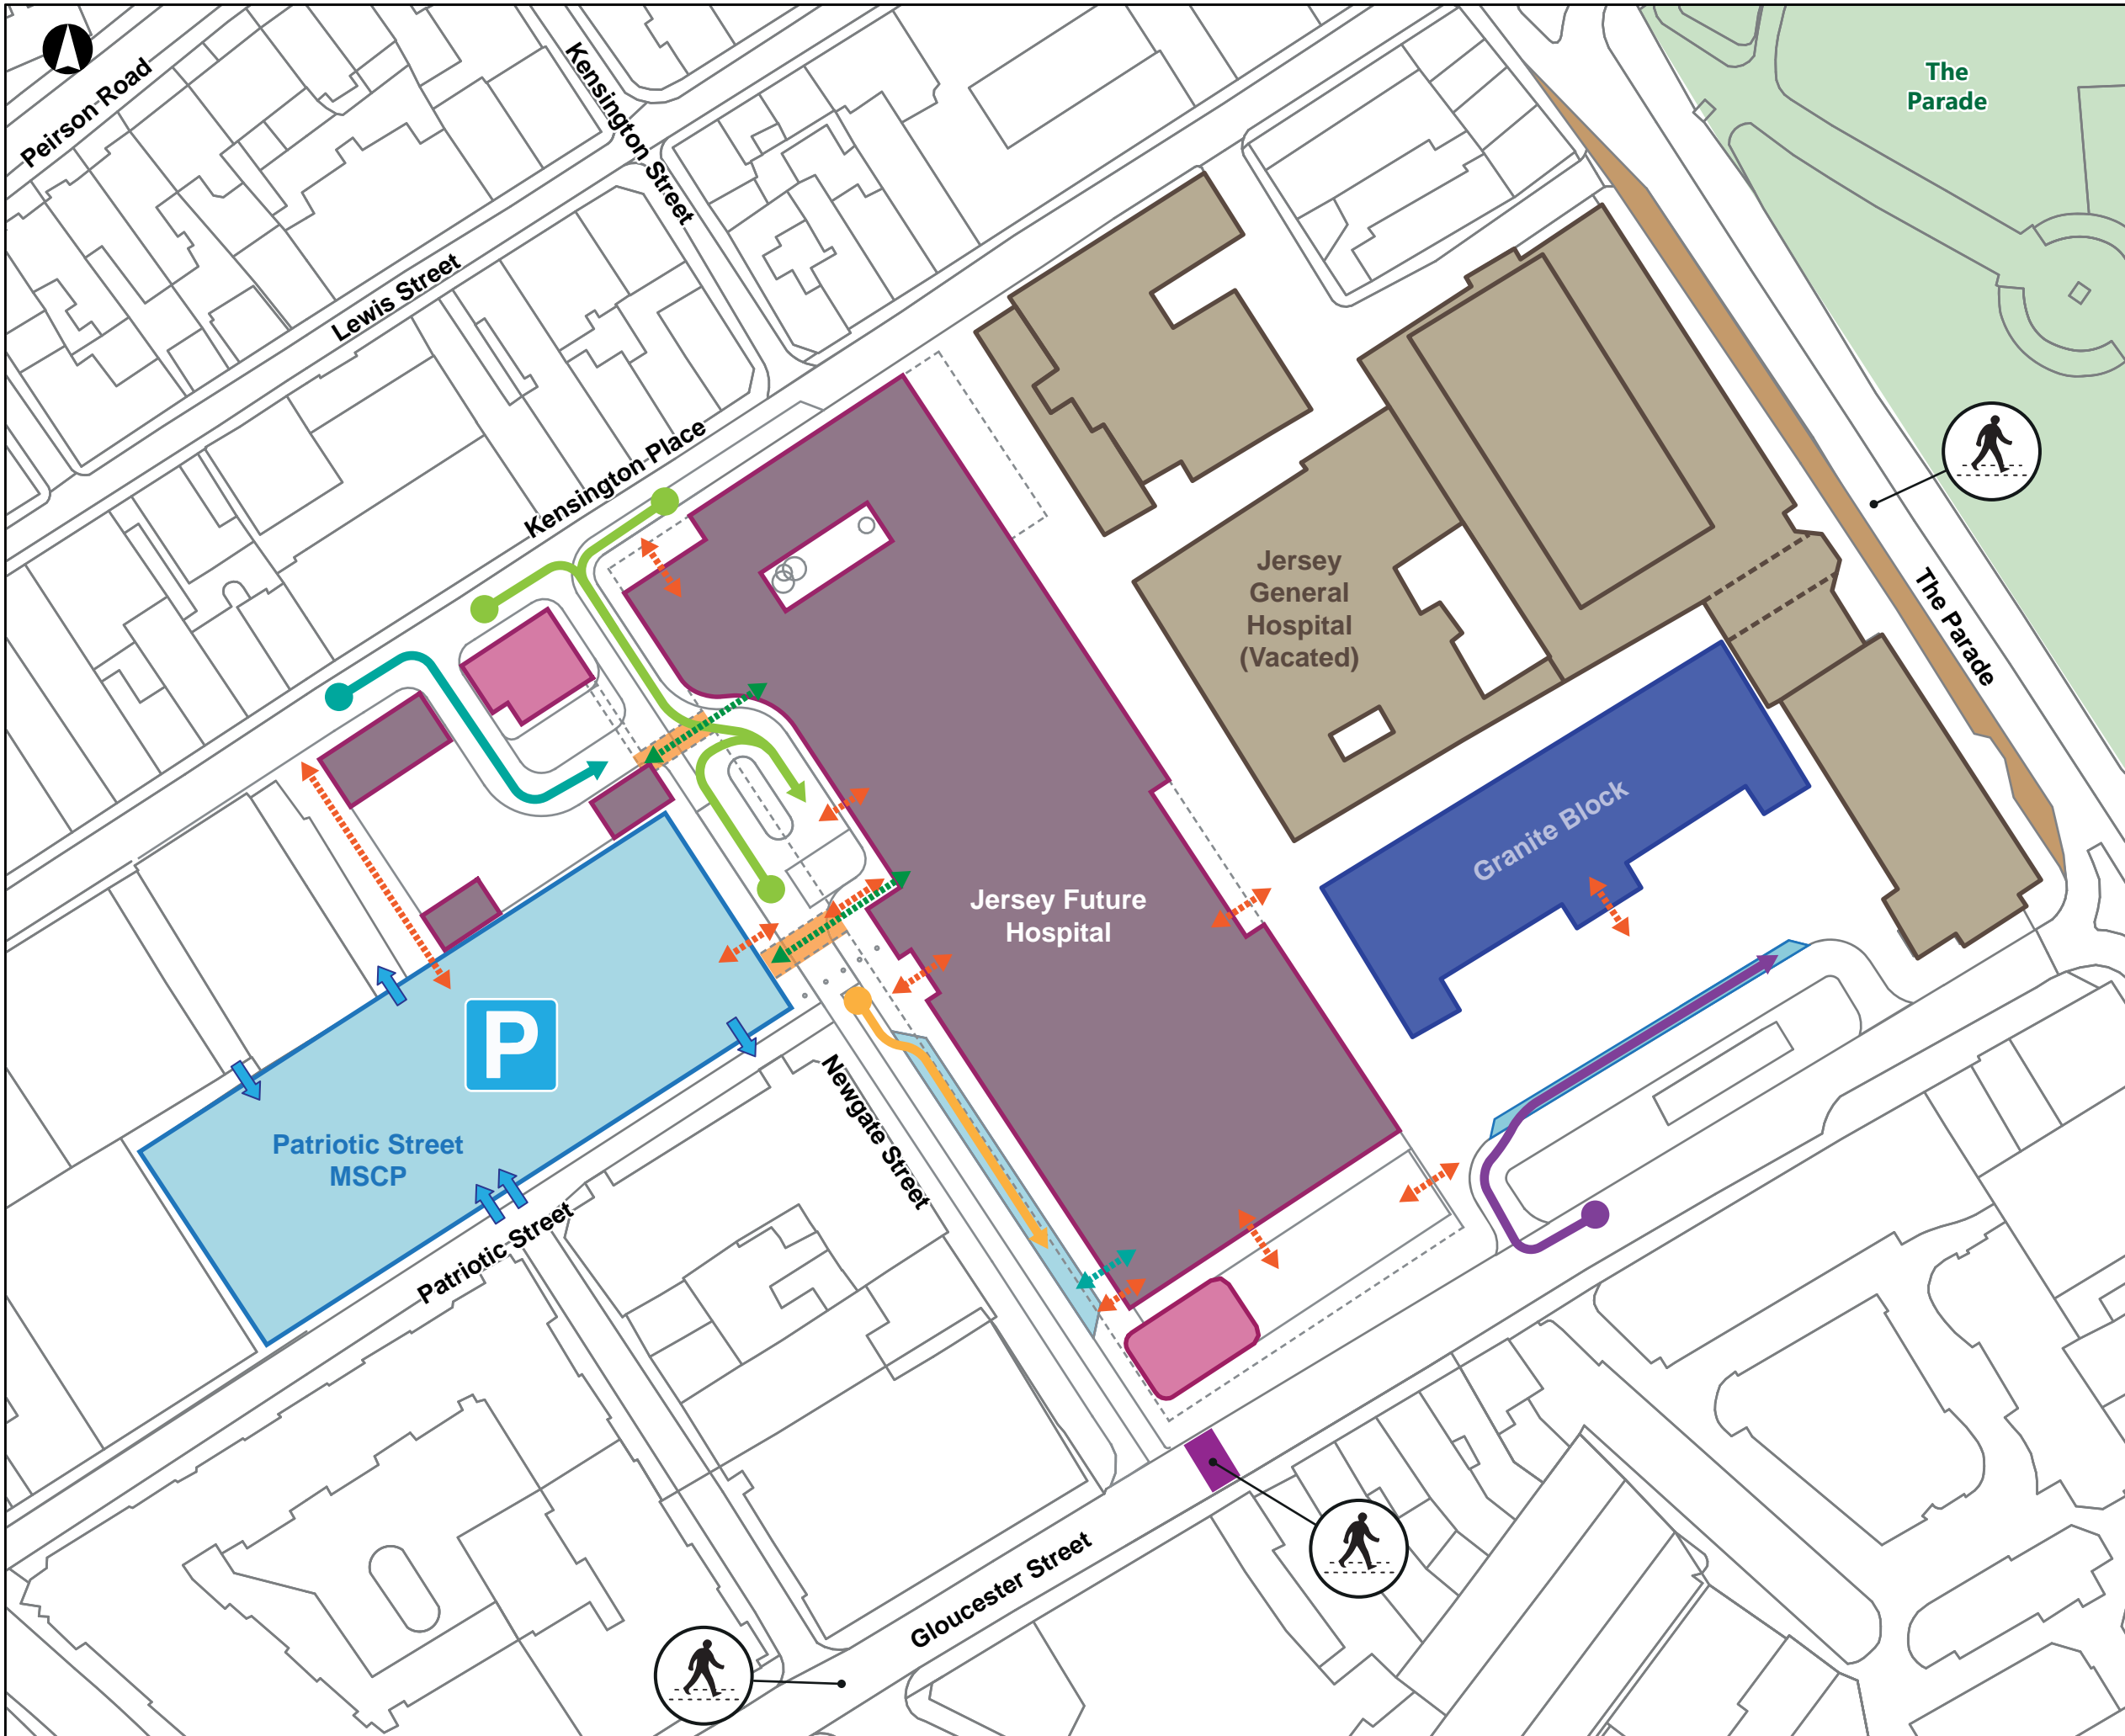 Peirson Road
Kensington Street
The
Parade
Lewis Street
Kensington Place
Jersey
General
Hospital
(Vacated)
The Parade
Granite Block
Jersey Future
Hospital
P
Patriotic Street
MSCP
Newgate Street
Patriotic Street
Gloucester Street